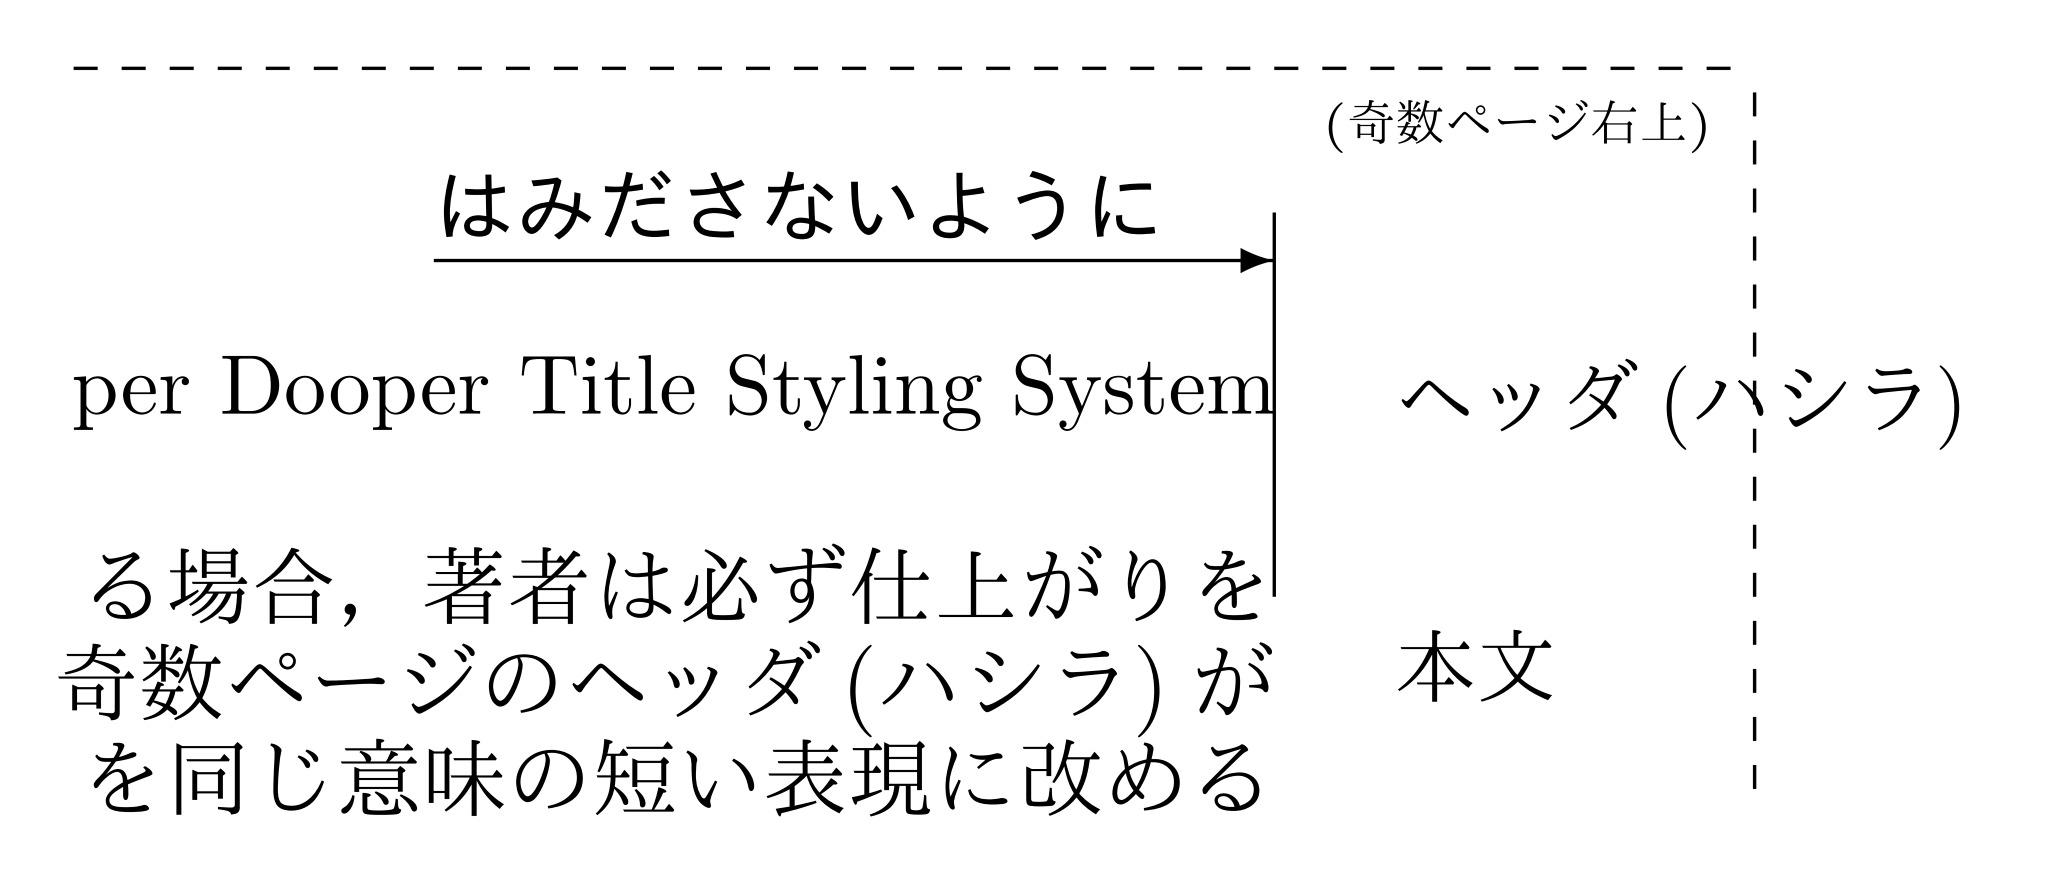 (奇数ページ右上)
はみださないように
per Dooper Title Styling System
ヘッダ(ハシラ)
る場合，著者は必ず仕上がりを
奇数ページのヘッダ(ハシラ)が
本文
を同じ意味の短い表現に改める